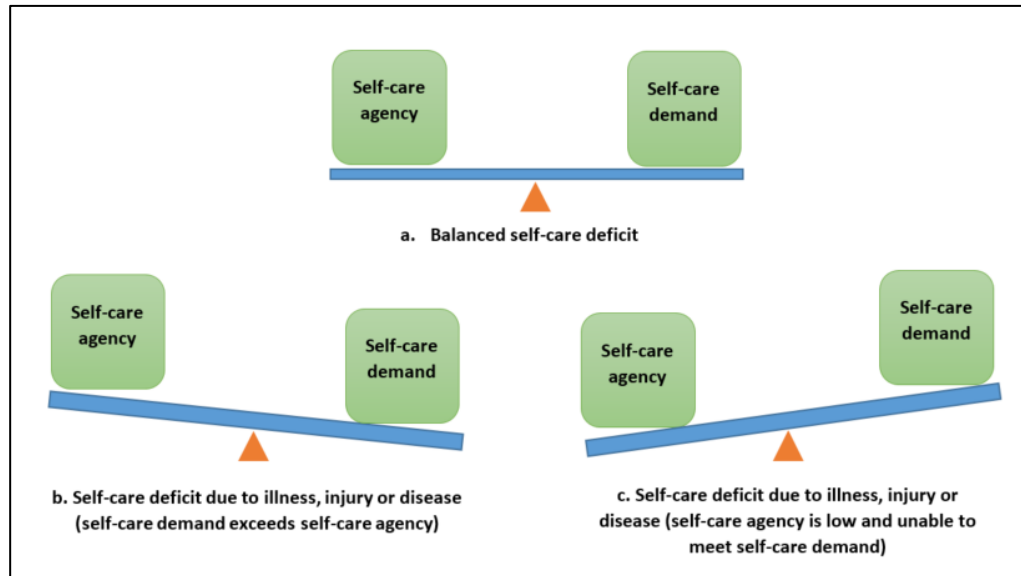 Self-care
agency
Self-care
demand
a. Balanced self-care deficit
Self-care
agency
Self-care
demand
b. Self-care deficit due to illness, injury or disease
(self-care demand exceeds self-care agency)
Self-care
agency
Self-care
demand
c. Self-care deficit due to illness, injury or
disease (self-care agency is low and unable to
meet self-care demand)